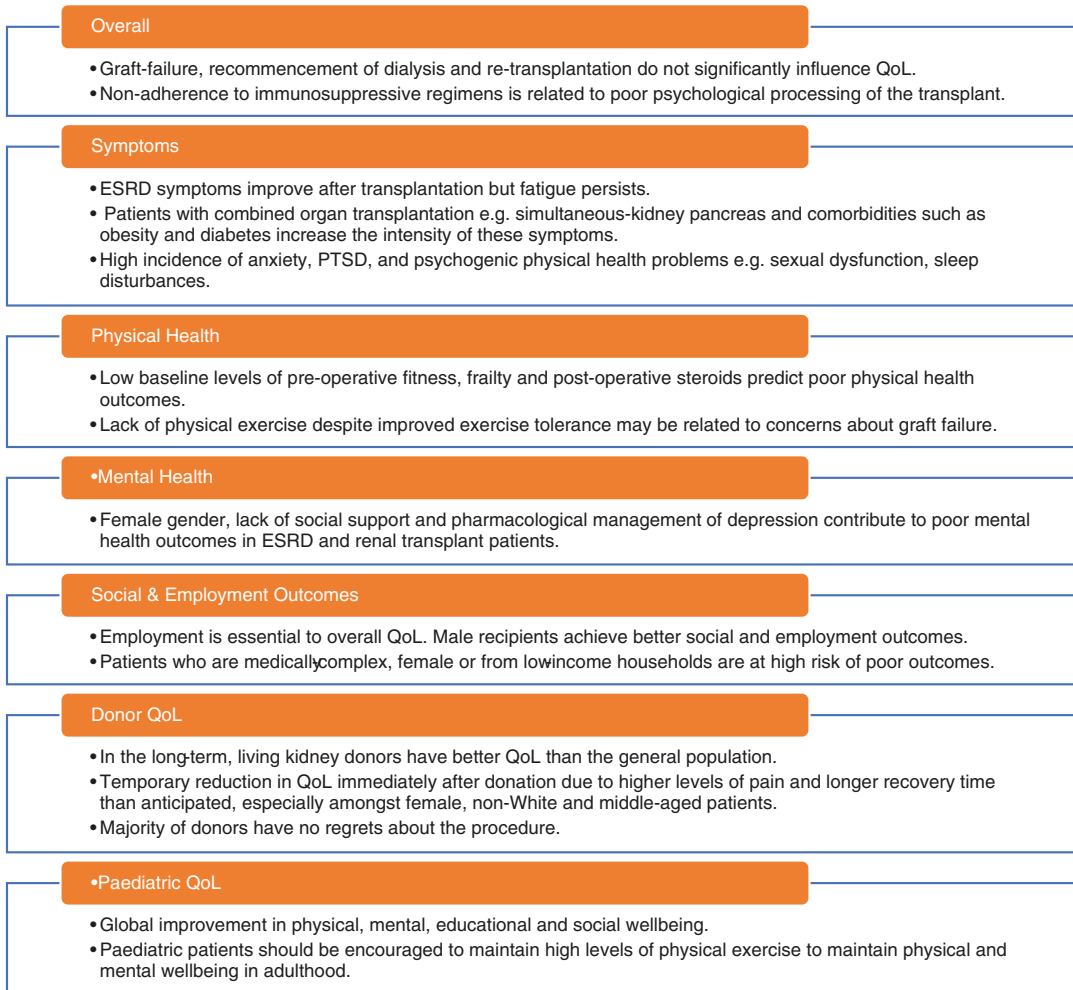 Overall
•Graft-failure, recommencement of dialysis and re-transplantation do not significantly influence QoL.
•Non-adherence to immunosuppressive regimens is related to poor psychological processing of the transplant.
Symptoms
•ESRD symptoms improve after transplantation but fatigue persists.
• Patients with combined organ transplantation e.g. simultaneous-kidney pancreas and comorbidities such as
obesity and diabetes increase the intensity of these symptoms.
•High incidence of anxiety, PTSD, and psychogenic physical health problems e.g. sexual dysfunction, sleep
disturbances.
Physical Health
•Low baseline levels of pre-operative fitness, frailty and post-operative steroids predict poor physical health
outcomes.
•Lack of physical exercise despite improved exercise tolerance may be related to concerns about graft failure.
•Mental Health
•Female gender, lack of social support and pharmacological management of depression contribute to poor mental
health outcomes in ESRD and renal transplant patients.
Social & Employment Outcomes
•Employment is essential to overall QoL. Male recipients achieve better social and employment outcomes.
•Patients who are medically-complex, female or from low-income households are at high risk of poor outcomes.
Donor QoL
•In the long-term, living kidney donors have better QoL than the general population.
•Temporary reduction in QoL immediately after donation due to higher levels of pain and longer recovery time
than anticipated, especially amongst female, non-White and middle-aged patients.
•Majority of donors have no regrets about the procedure.
•Paediatric QoL
•Global improvement in physical, mental, educational and social wellbeing.
•Paediatric patients should be encouraged to maintain high levels of physical exercise to maintain physical and
mental wellbeing in adulthood.